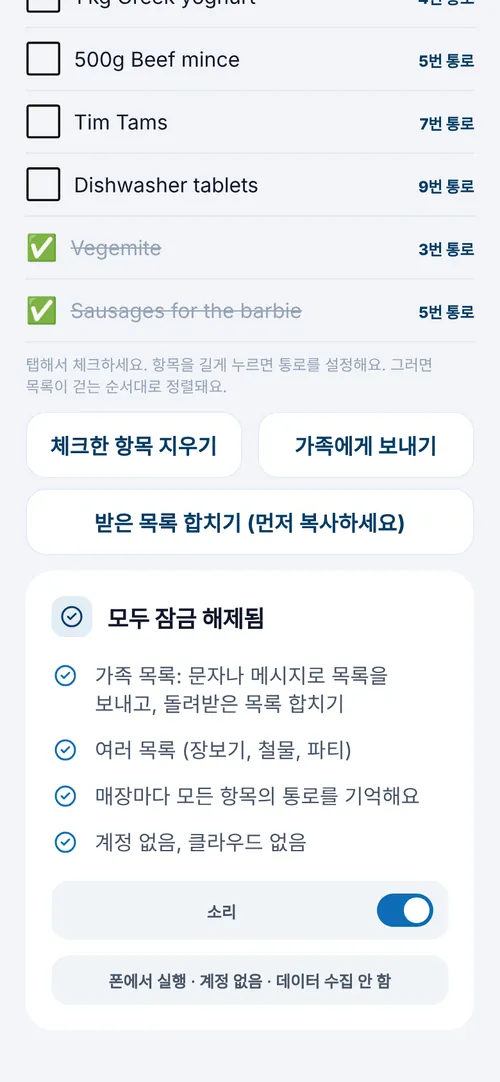 1 kg Greek yoghurt
4번 통로
500g Beef mince
5번 통로
Tim Tams
7번 통로
Dishwasher tablets
9번 통로
Vegemite
3번 통로
Sausages for the barbie
5번 통로
탭해서 체크하세요. 항목을 길게 누르면 통로를 설정해요. 그러면
목록이 걷는 순서대로 정렬돼요.
체크한 항목 지우기
가족에게 보내기
받은 목록 합치기 (먼저 복사하세요)
모두 잠금 해제됨
가족 목록: 문자나 메시지로 목록을
보내고, 돌려받은 목록 합치기
여러 목록 (장보기, 철물, 파티)
매장마다 모든 항목의 통로를 기억해요
계정 없음, 클라우드 없음
소리
폰에서 실행 · 계정 없음 · 데이터 수집 안 함